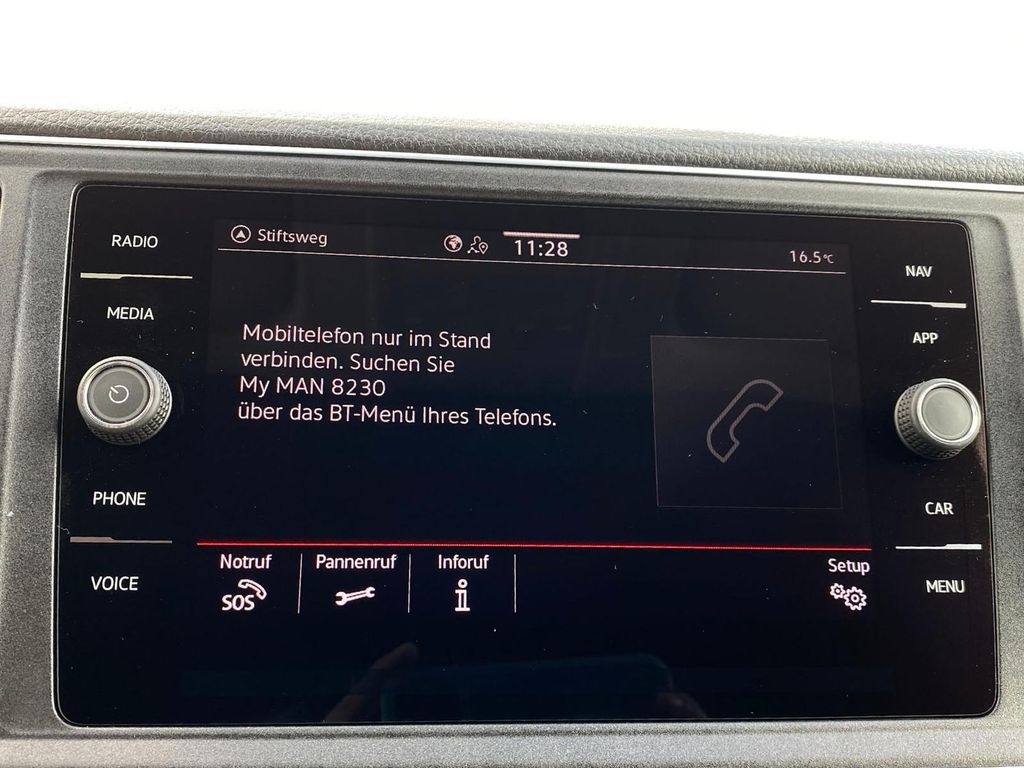 RADIO
MEDIA
PHONE
VOICE
Stiftsweg
11:28
16.5°C
Mobiltelefon nur im Stand
verbinden. Suchen Sie
My MAN 8230
über das BT-Menü Ihres Telefons.
Notruf
SOS
Pannenruf
Inforuf
i
Setup
NAV
APP
CAR
MENU